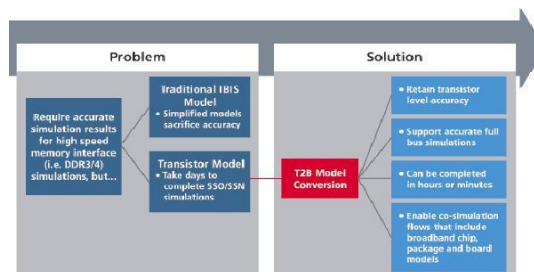 Problem
Solution
Require accurate
simulation results
for high speed
memory interface
(i.e. DDR3/4)
simulations, but...
Traditional IBIS
Model
• Simplified models
sacrifice accuracy
Transistor Model
• Take days to
complete SSO/SSN
simulations
T2B Model
Conversion
• Retain transistor
level accuracy
• Support accurate full
bus simulations
• Can be completed
in hours or minutes
• Enable co-simulation
flows that include
broadband chip,
package and board
models